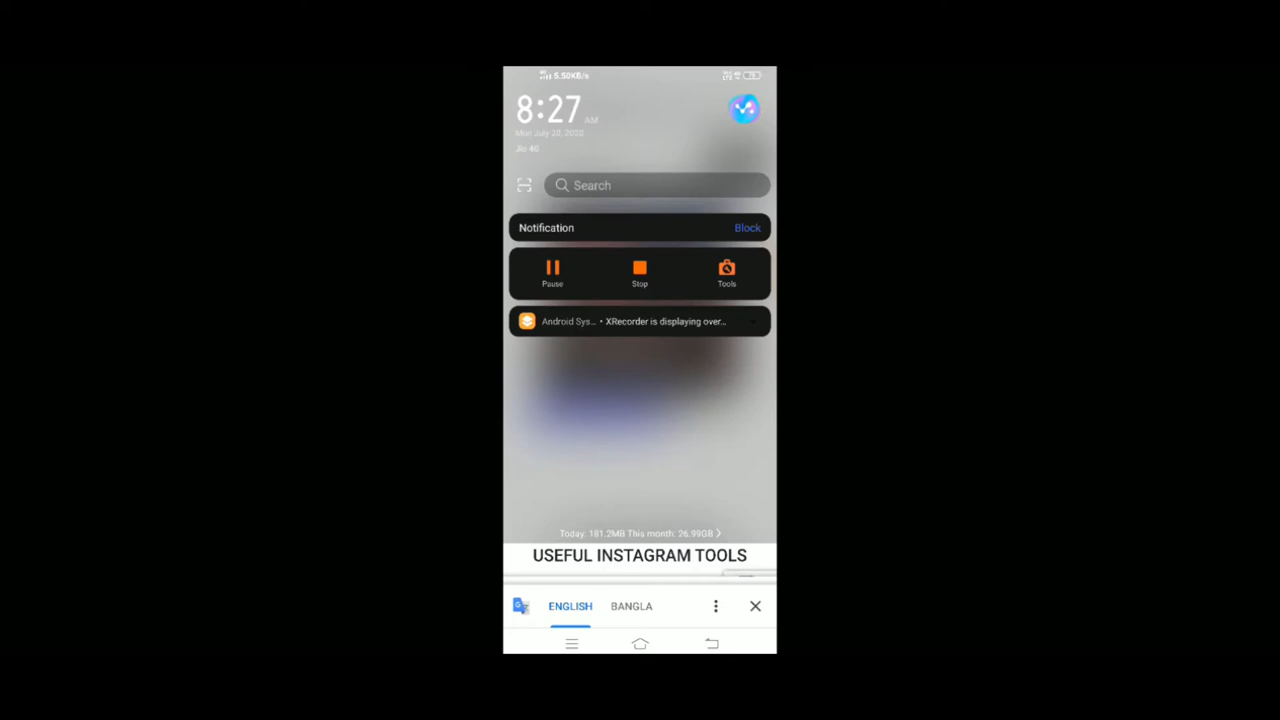 5.50KB/s
8:27 AM
Mon July 20, 2020
Jio 4G
Search
Notification Block
Pause Stop Tools
Android Sys... • XRecorder is displaying over...
Today: 181.2MB This month: 26.99GB
USEFUL INSTAGRAM TOOLS
ENGLISH BANGLA